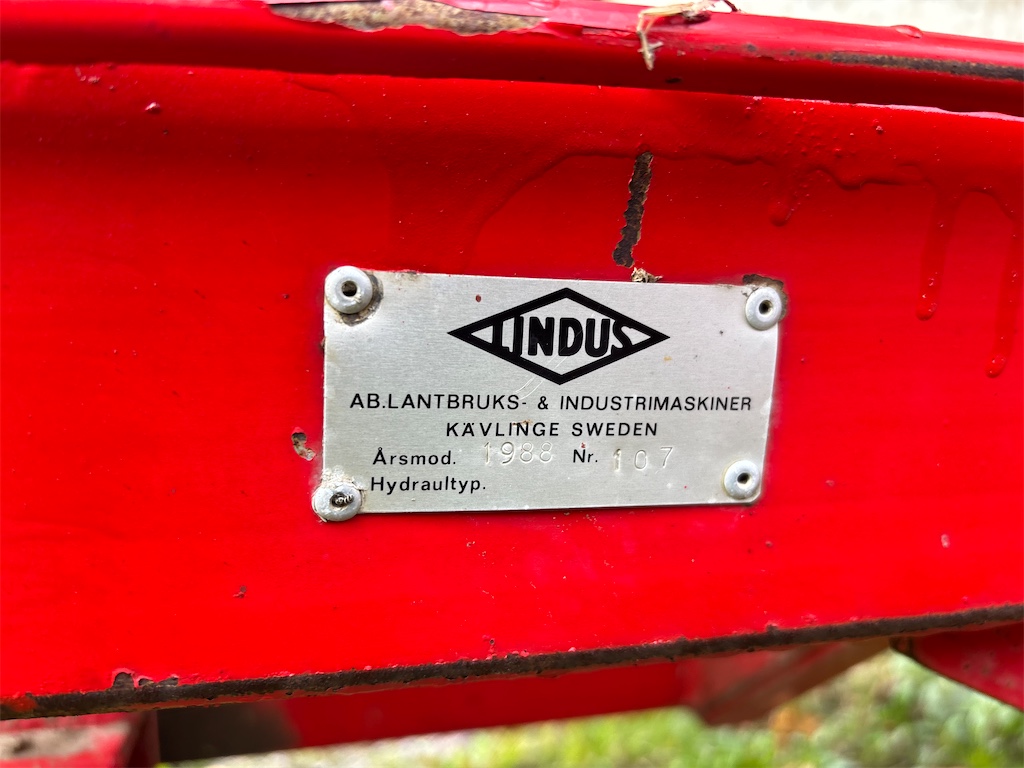 LINDUS
AB.LANTBRUKS- & INDUSTRIMASKINER
KÄVLINGE SWEDEN
Årsmod. 1988 Nr. 107
Hydraultyp.